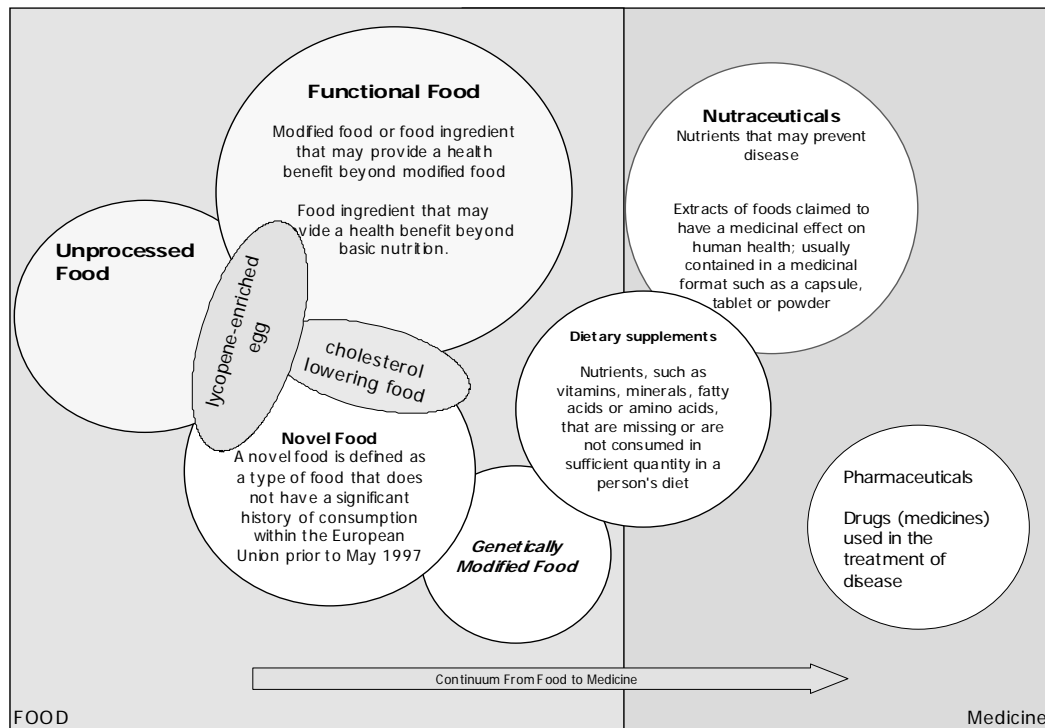 Functional Food
Modified food or food ingredient
that may provide a health
benefit beyond modified food
Food ingredient that may
vide a health benefit beyond
basic nutrition.
Unprocessed
Food
lycopene-enriched
egg
cholesterol
lowering food
Novel Food
A novel food is defined as
a type of food that does
not have a significant
history of consumption
within the European
Union prior to May 1997
Genetically
Modified Food
Nutraceuticals
Nutrients that may prevent
disease
Extracts of foods claimed to
have a medicinal effect on
human health; usually
contained in a medicinal
format such as a capsule,
tablet or powder
Dietary supplements
Nutrients, such as
vitamins, minerals, fatty
acids or amino acids,
that are missing or are
not consumed in
sufficient quantity in a
person's diet
Pharmaceuticals
Drugs (medicines)
used in the
treatment of
disease
Continuum From Food to Medicine
FOOD
Medicine